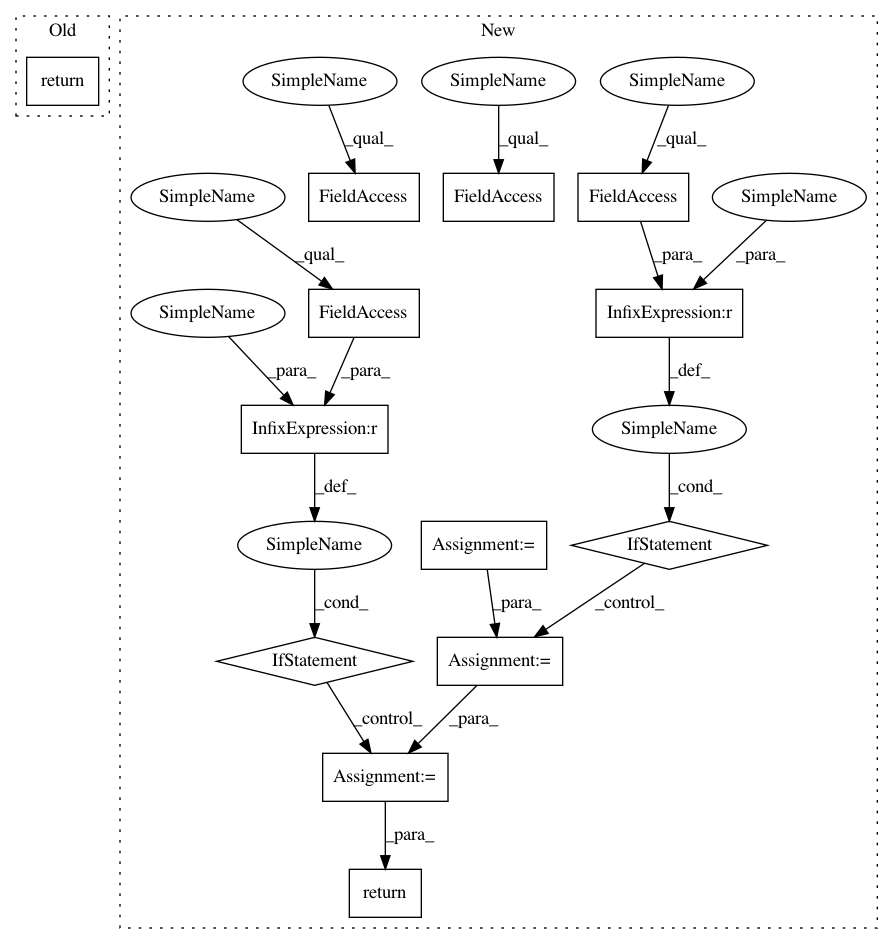 Old
New
return
SimpleName
SimpleName
SimpleName
_qual_
_qual_
_qual_
SimpleName
FieldAccess
FieldAccess
FieldAccess
SimpleName
_qual_
_para_
_para_
SimpleName
FieldAccess
InfixExpression:r
_para_
_para_
_def_
InfixExpression:r
SimpleName
_def_
_cond_
SimpleName
Assignment:=
IfStatement
_cond_
_para_
_control_
IfStatement
Assignment:=
_control_
_para_
Assignment:=
_para_
return